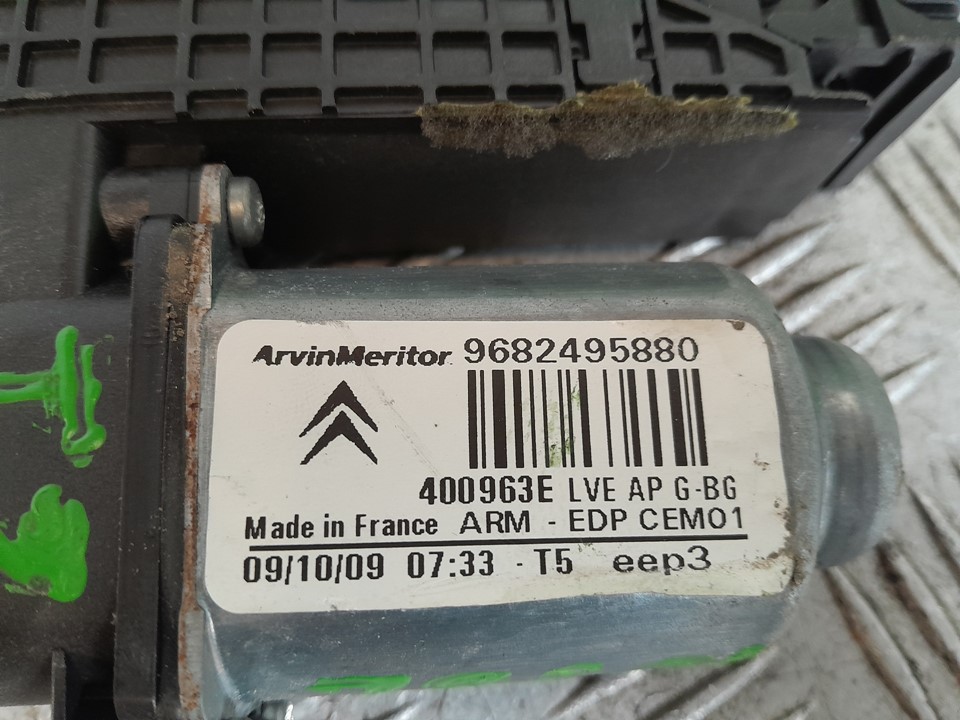 ArvinMeritor 9682495880
400963E LVE AP G-BG
Made in France ARM - EDP CEM01
09/10/09 07:33 - T5 eep3